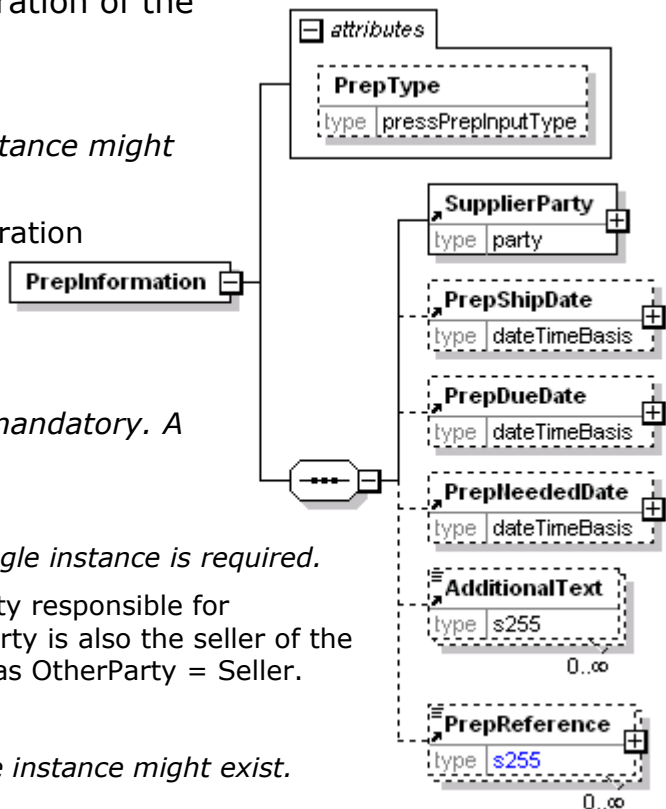 ration of the
attributes
PrepType
type pressPrepInputType
stance might
ration
PrepInformation
SupplierParty
type party
PrepShipDate
type dateTimeBasis
PrepDueDate
type dateTimeBasis
mandatory. A
PrepNeededDate
type dateTimeBasis
gle instance is required.
AdditionalText
type s255
0..∞
ty responsible for
rty is also the seller of the
as OtherParty = Seller.
PrepReference
type s255
0..∞
e instance might exist.